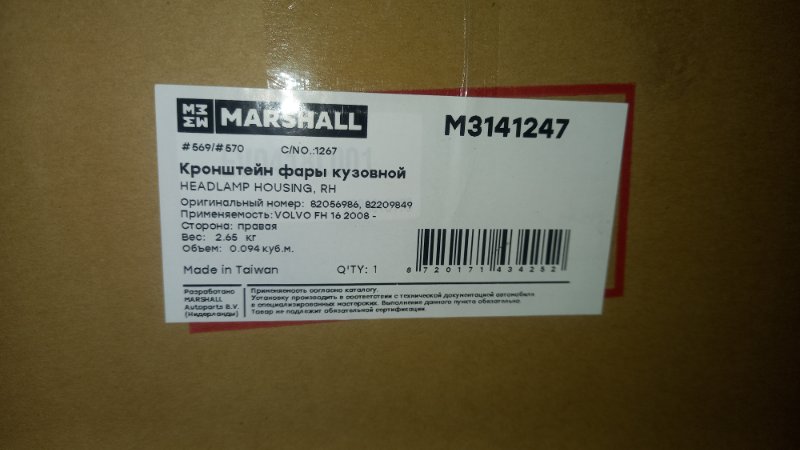 MARSHALL
M3141247
#569/#570 C/NO.:1267
Кронштейн фары кузовной
HEADLAMP HOUSING, RH
Оригинальный номер: 82056986, 82209849
Применяемость: VOLVO FH 16 2008 -
Сторона: правая
Вес: 2.65 кг
Объем: 0.094 куб.м.
Made in Taiwan
Q'TY: 1
8 720171 434252
Разработано
MARSHALL
Autoparts B.V.
(Нидерланды)
Применяемость согласно каталогу.
Установку производить в соответствии с технической документацией автомобиля
в специализированных мастерских. Выполнение данного пункта обязательно.
Товар не подлежит обязательной сертификации.